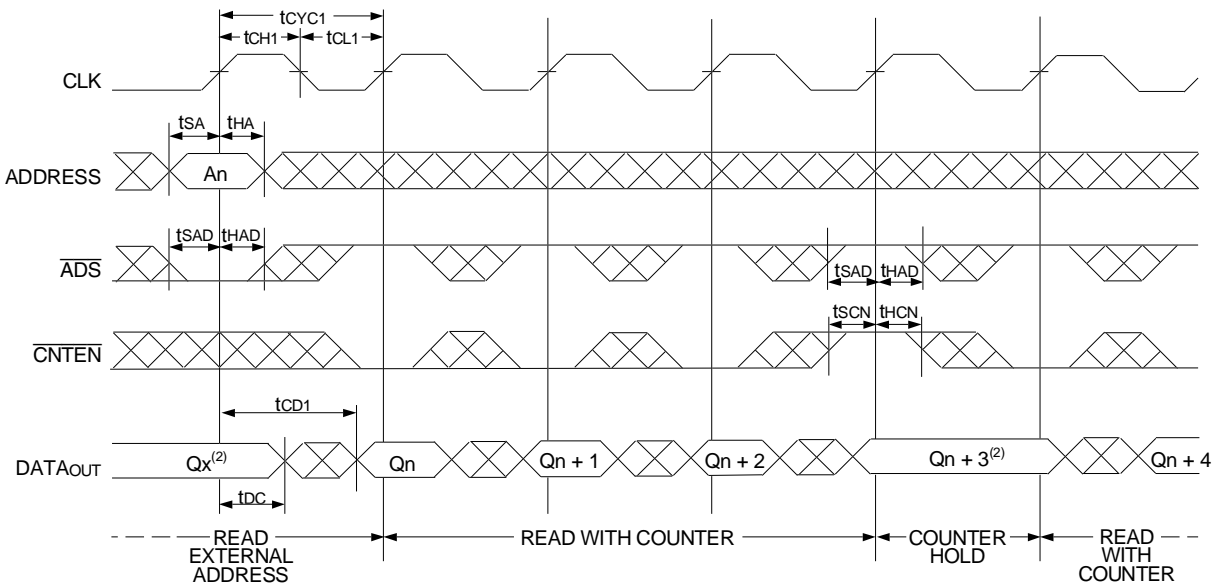 tCYC1
tCH1 tCL1
CLK
tSA tHA
ADDRESS An
tSAD tHAD
ADS
tSAD tHAD
tSCN tHCN
CNTEN
tCD1
DATAOUT Qx(2) Qn Qn + 1 Qn + 2 Qn + 3(2) Qn + 4
tDC
READ EXTERNAL ADDRESS
READ WITH COUNTER
COUNTER HOLD
READ WITH COUNTER